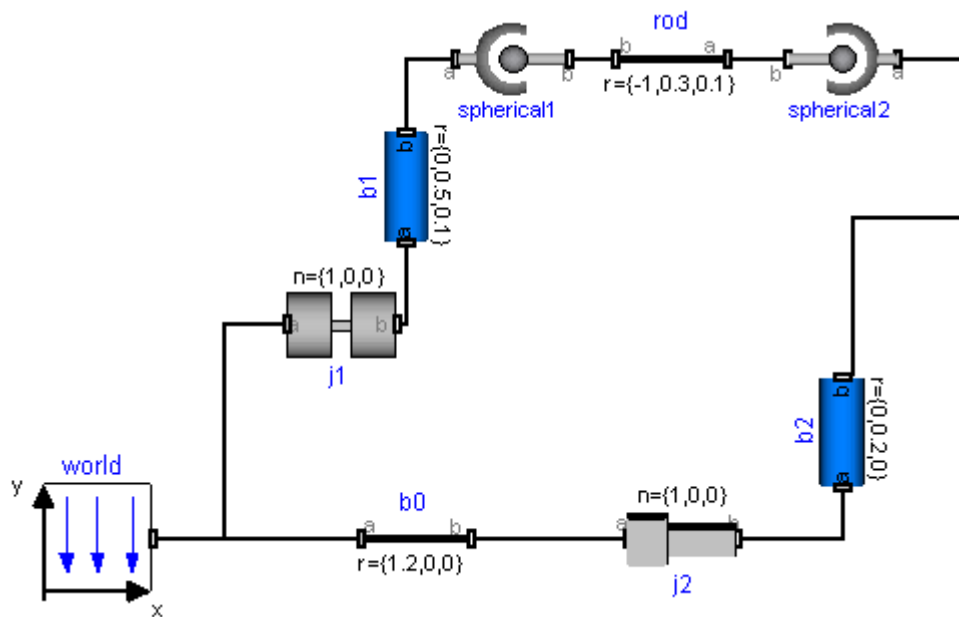 rod
a b b a b a
r={-1,0.3,0.1}
spherical1 spherical2
b
b1
r={0,0.5,0.1}
a
n={1,0,0}
a b
j1
b
b2
r={0,0.2,0}
a
world
y
b0
n={1,0,0}
a b a b
r={1.2,0,0}
j2
x